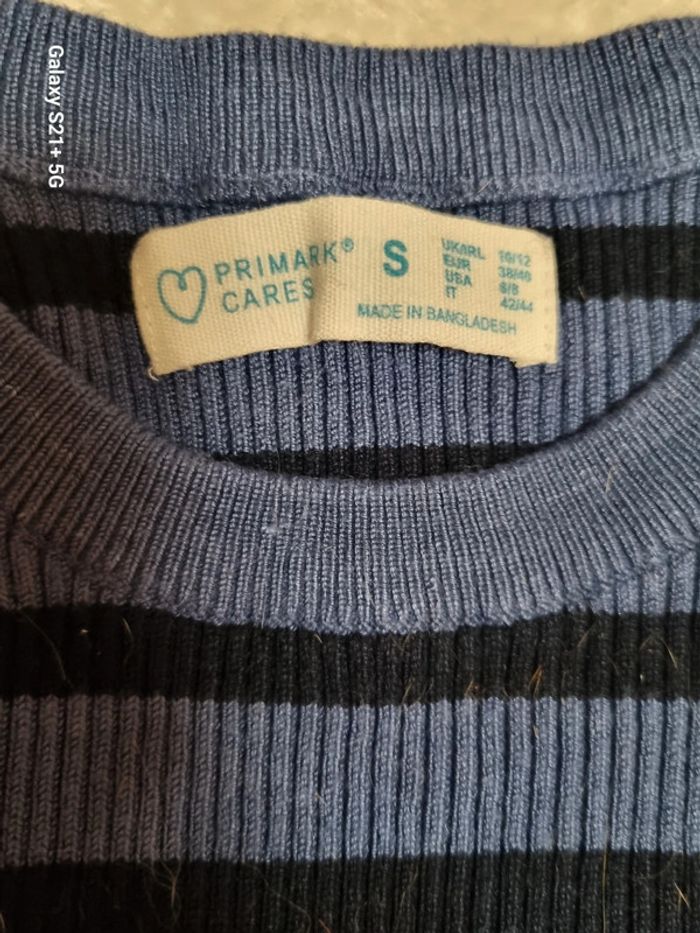 Galaxy S21+ 5G
PRIMARK®
CARES
S
UK/IRL 10/12
EUR 38/40
USA 6/8
IT 42/44
MADE IN BANGLADESH